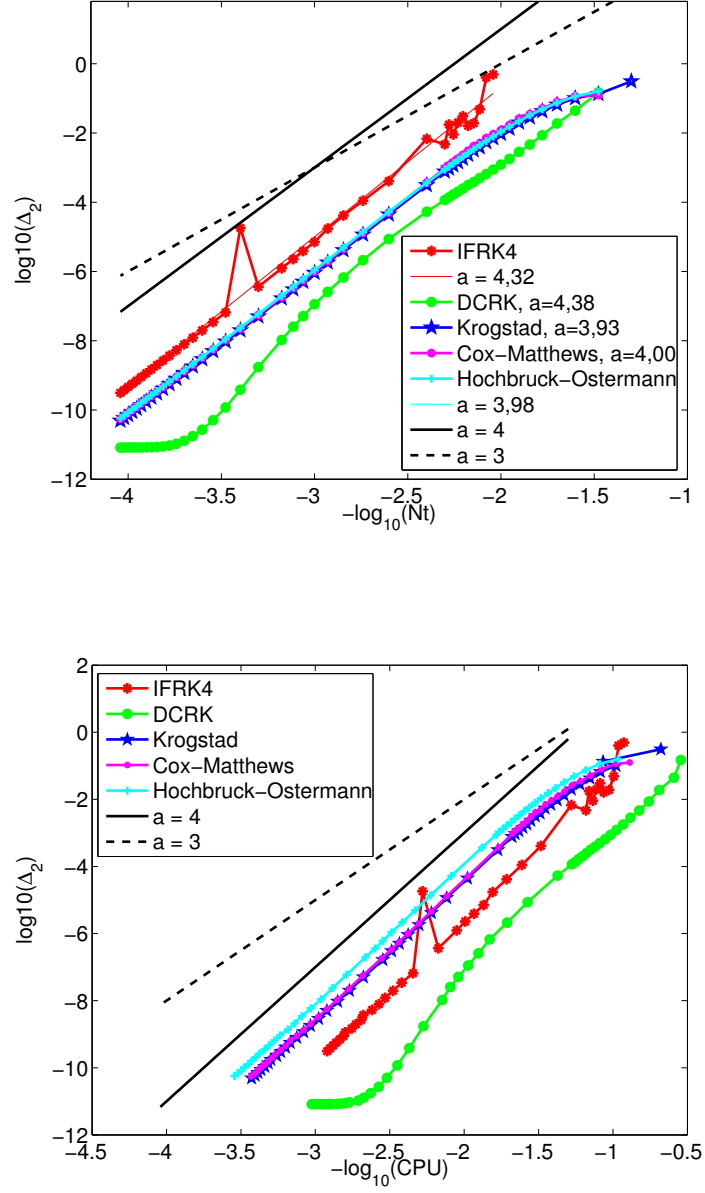 0
−2
−4
−6
−8
−10
−12
log10(Δ2)
IFRK4
a = 4,32
DCRK, a=4,38
Krogstad, a=3,93
Cox−Matthews, a=4,00
Hochbruck−Ostermann
a = 3,98
a = 4
a = 3
−4 −3.5 −3 −2.5 −2 −1.5 −1
−log10(Nt)
2
0
−2
−4
−6
−8
−10
−12
log10(Δ2)
IFRK4
DCRK
Krogstad
Cox−Matthews
Hochbruck−Ostermann
a = 4
a = 3
−4.5 −4 −3.5 −3 −2.5 −2 −1.5 −1 −0.5
−log10(CPU)